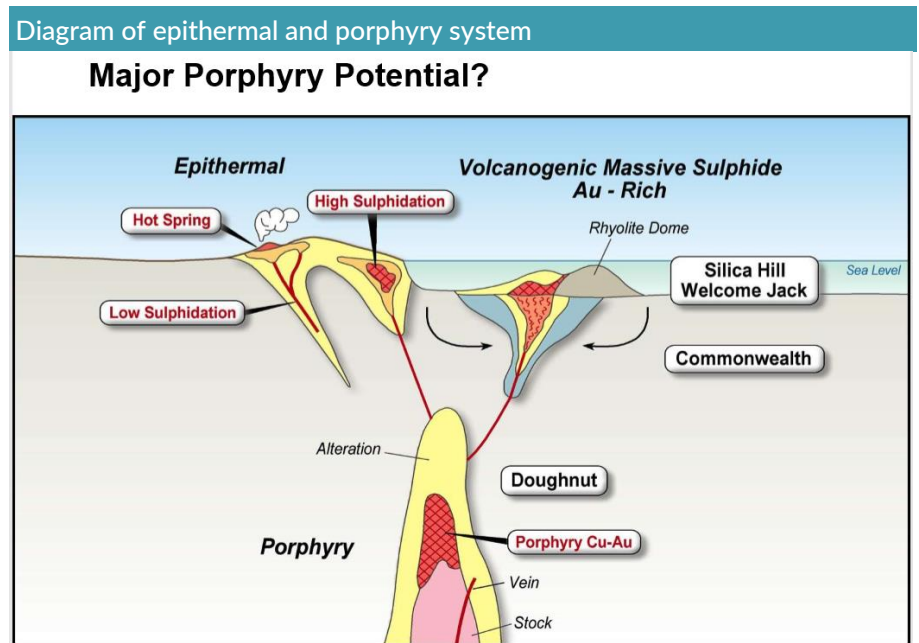 Diagram of epithermal and porphyry system
Major Porphyry Potential?
Epithermal
Volcanogenic Massive Sulphide
Au - Rich
High Sulphidation
Hot Spring
Rhyolite Dome
Silica Hill
Welcome Jack
Sea Level
Low Sulphidation
Commonwealth
Alteration
Doughnut
Porphyry
Porphyry Cu-Au
Vein
Stock